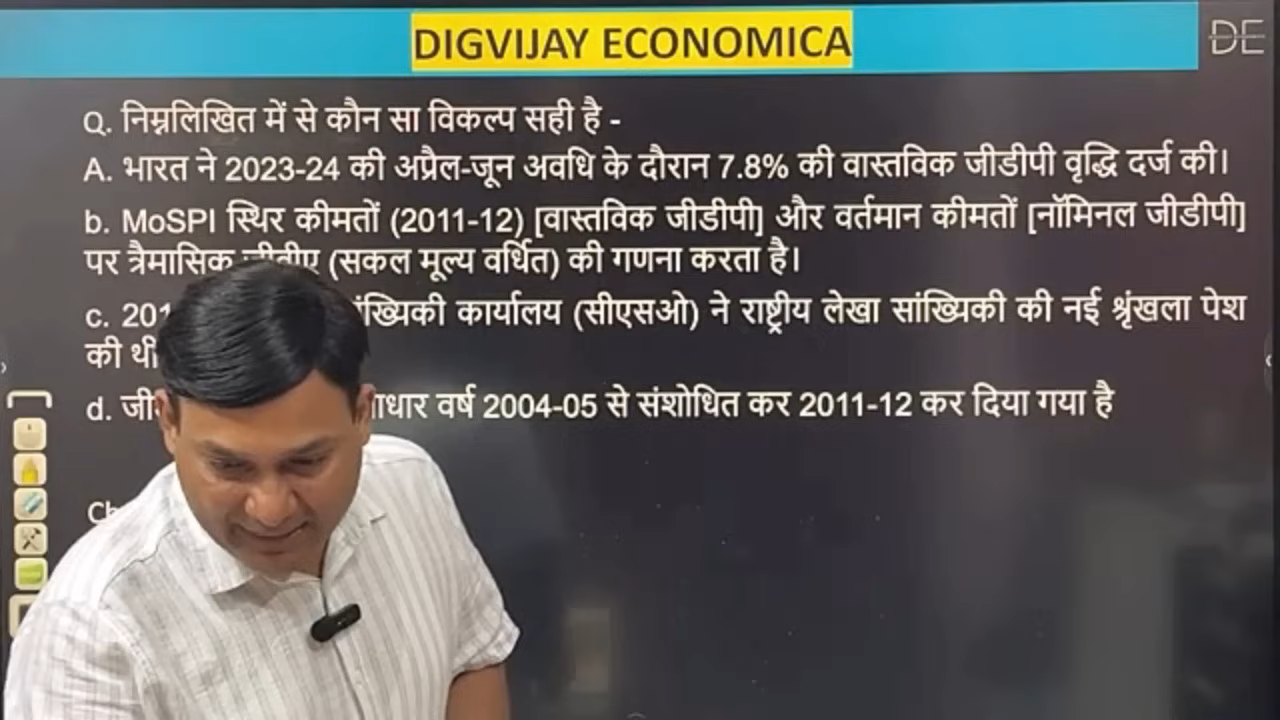 DIGVIJAY ECONOMICA
DE
Q. निम्नलिखित में से कौन सा विकल्प सही है -
A. भारत ने 2023-24 की अप्रैल-जून अवधि के दौरान 7.8% की वास्तविक जीडीपी वृद्धि दर्ज की।
b. MoSPI स्थिर कीमतों (2011-12) [वास्तविक जीडीपी] और वर्तमान कीमतों [नॉमिनल जीडीपी]
पर त्रैमासिक (सकल मूल्य वर्धित) की गणना करता है।
c. कार्यालय (सीएसओ) ने राष्ट्रीय लेखा सांख्यिकी की नई श्रृंखला पेश
की
d. वर्ष 2004-05 से संशोधित कर 2011-12 कर दिया गया है